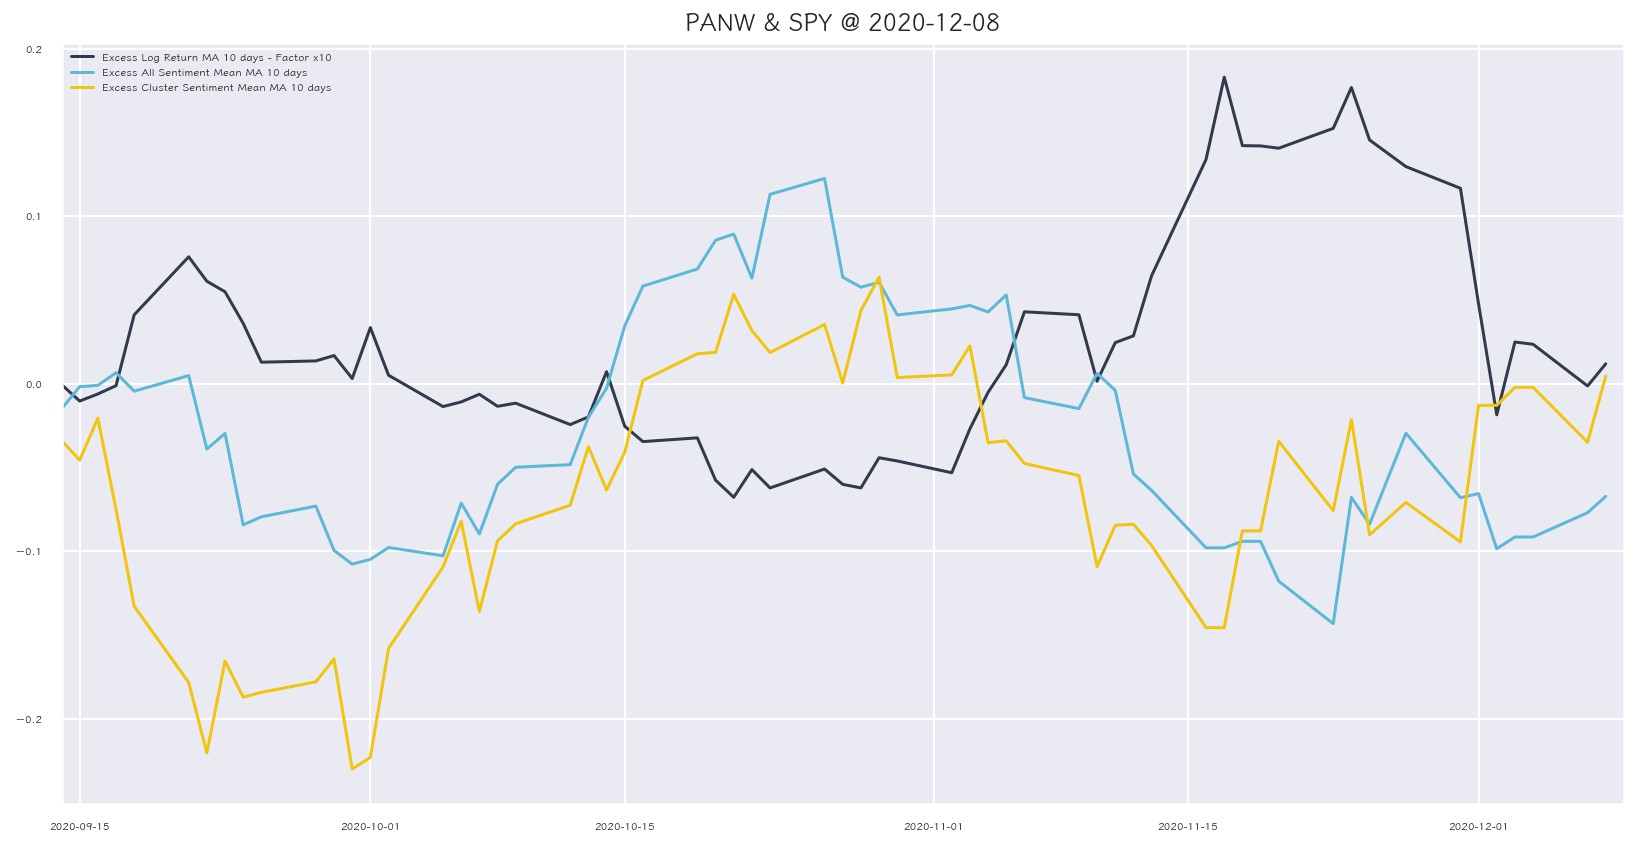 PANW & SPY @ 2020-12-08
0.2
Excess Log Return MA 10 days - Factor x10
Excess All Sentiment Mean MA 10 days
Excess Cluster Sentiment Mean MA 10 days
0.1
0.0
−0.1
−0.2
2020-09-15 2020-10-01 2020-10-15 2020-11-01 2020-11-15 2020-12-01